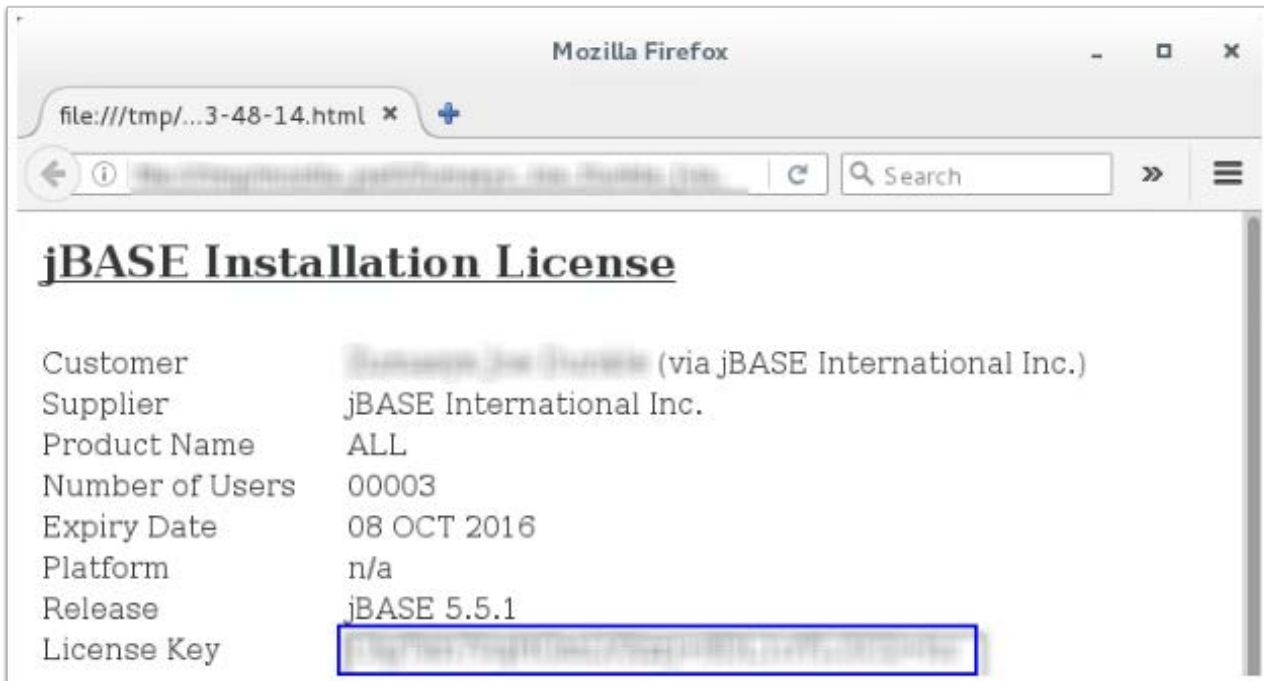 Mozilla Firefox
file:///tmp/...3-48-14.html
Search
jBASE Installation License
Customer (via jBASE International Inc.)
Supplier jBASE International Inc.
Product Name ALL
Number of Users 00003
Expiry Date 08 OCT 2016
Platform n/a
Release jBASE 5.5.1
License Key